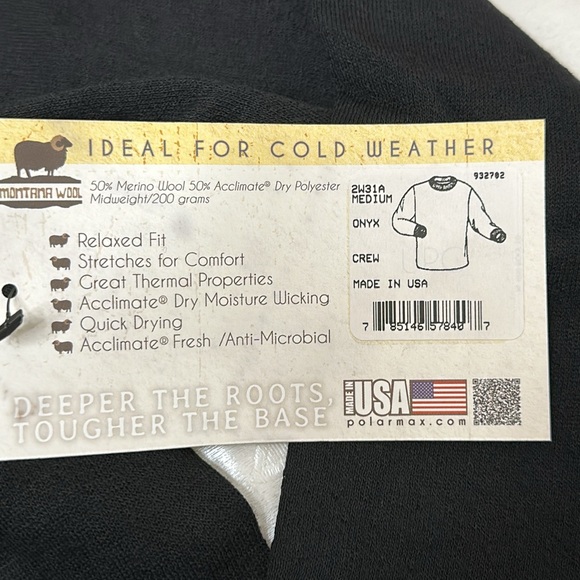 IDEAL FOR COLD WEATHER
MONTANA WOOL
50% Merino Wool 50% Acclimate® Dry Polyester
Midweight/200 grams
Relaxed Fit
Stretches for Comfort
Great Thermal Properties
Acclimate® Dry Moisture Wicking
Quick Drying
Acclimate® Fresh /Anti-Microbial
DEEPER THE ROOTS,
TOUGHER THE BASE
932702
2W31A
MEDIUM
ONYX
CREW
MADE IN USA
7 85146 57840 7
MADE IN USA
polarmax.com